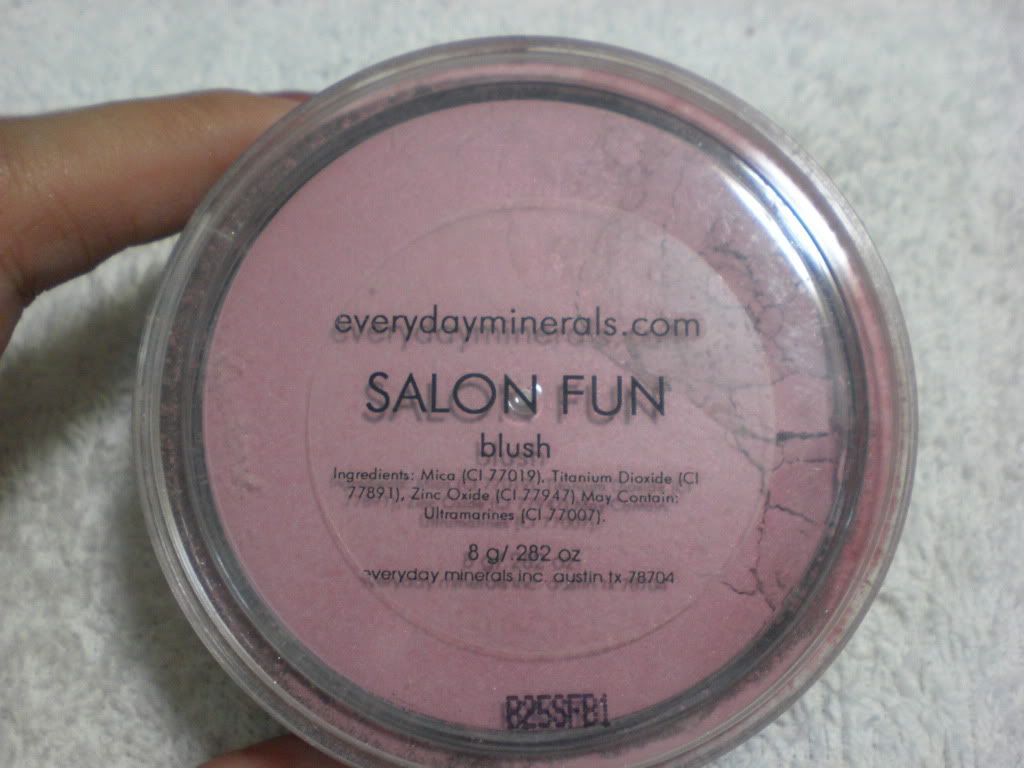 everydayminerals.com
SALON FUN
blush
Ingredients: Mica (CI 77019), Titanium Dioxide (CI
77891), Zinc Oxide (CI 77947).May Contain:
Ultramarines (CI 77007).
8 g/.282 oz
everyday minerals inc. austin tx 78704
B25SFB1